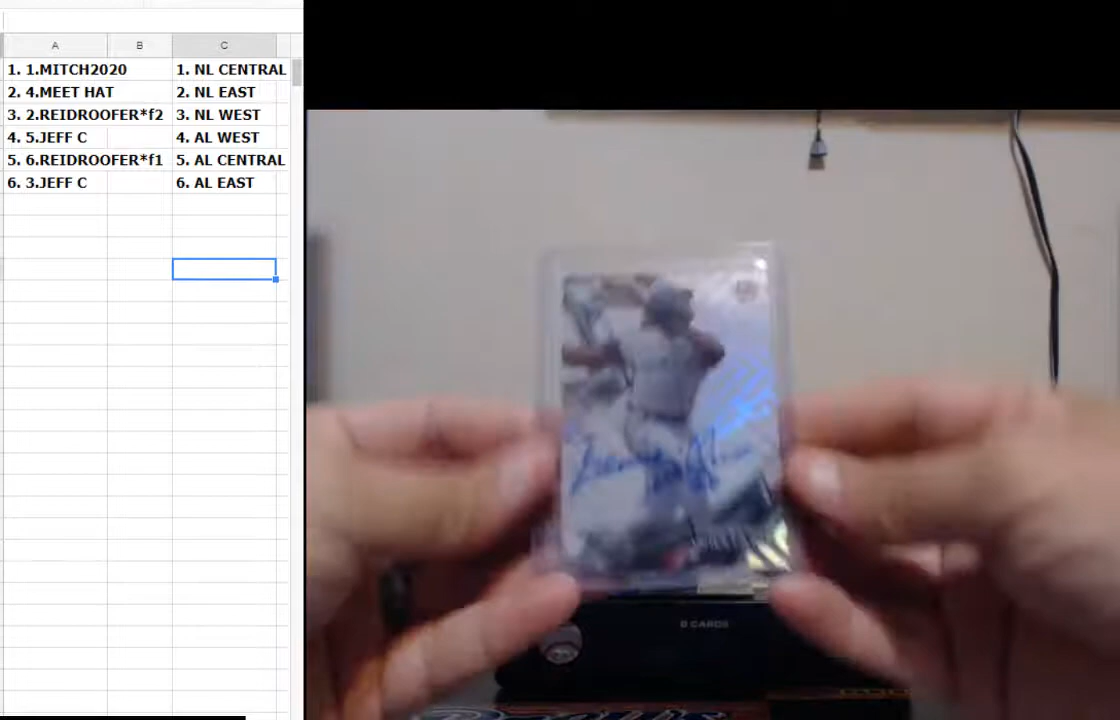 A B C
1. 1.MITCH2020 1. NL CENTRAL
2. 4.MEET HAT 2. NL EAST
3. 2.REIDROOFER*f2 3. NL WEST
4. 5.JEFF C 4. AL WEST
5. 6.REIDROOFER*f1 5. AL CENTRAL
6. 3.JEFF C 6. AL EAST
8 CARDS